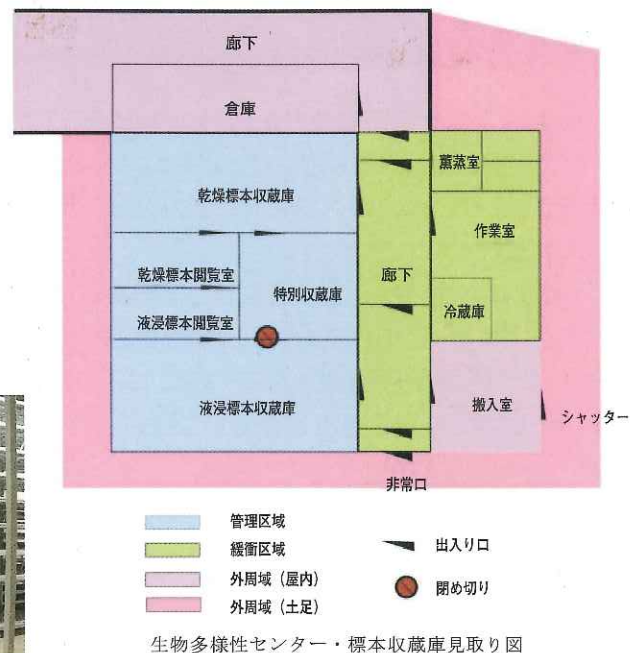 廊下
倉庫
乾燥標本収蔵庫
薫蒸室
作業室
乾燥標本閲覧室
特別収蔵庫
廊下
冷蔵庫
液浸標本閲覧室
液浸標本収蔵庫
搬入室
シャッター
非常口
管理区域
緩衝区域
出入り口
外周域（屋内）
閉め切り
外周域（土足）
生物多様性センター・標本収蔵庫見取り図